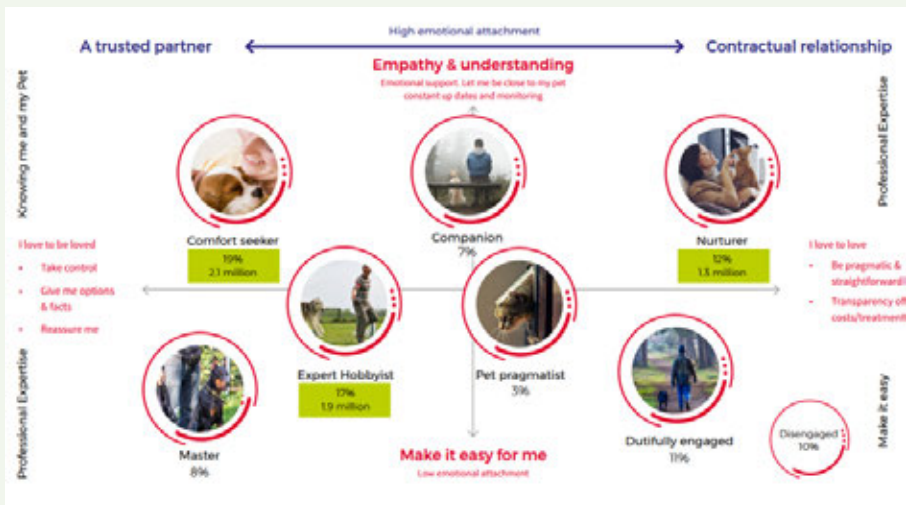 High emotional attachment
A trusted partner
Contractual relationship
Empathy & understanding
Emotional support. Let me be close to my pet
constant up dates and monitoring
Knowing me and my Pet
Professional Expertise
Comfort seeker
19%
2.1 million
Companion
7%
Nurturer
12%
1.3 million
I love to be loved
• Take control
• Give me options
& facts
• Reassure me
I love to love
- Be pragmatic &
straightforward
- Transparency off
costs/treatment
Expert Hobbyist
17%
1.9 million
Pet pragmatist
3%
Professional Expertise
Master
8%
Make it easy for me
Low emotional attachment
Dutifully engaged
11%
Disengaged
10%
Make it easy